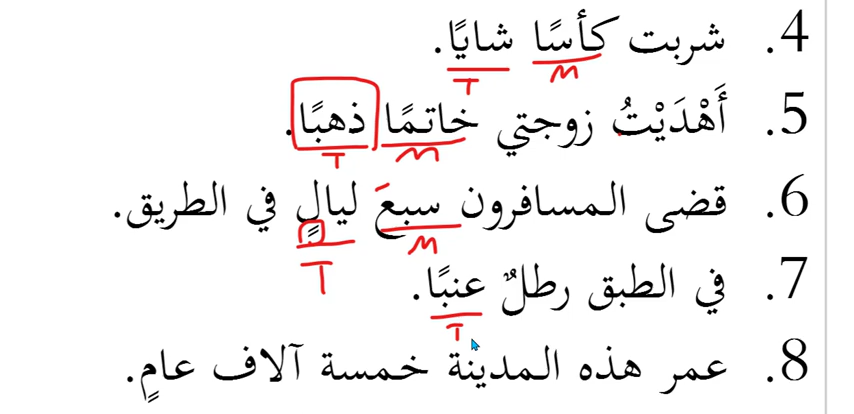 4. شربت كأسًا شايًا.
M T
5. أَهْدَيْتُ زوجتي خاتمًا ذهبًا.
M T
6. قضى المسافرون سبعَ ليالٍ في الطريق.
M T
7. في الطبق رطلٌ عنبًا.
T
8. عمر هذه المدينة خمسة آلاف عامٍ.